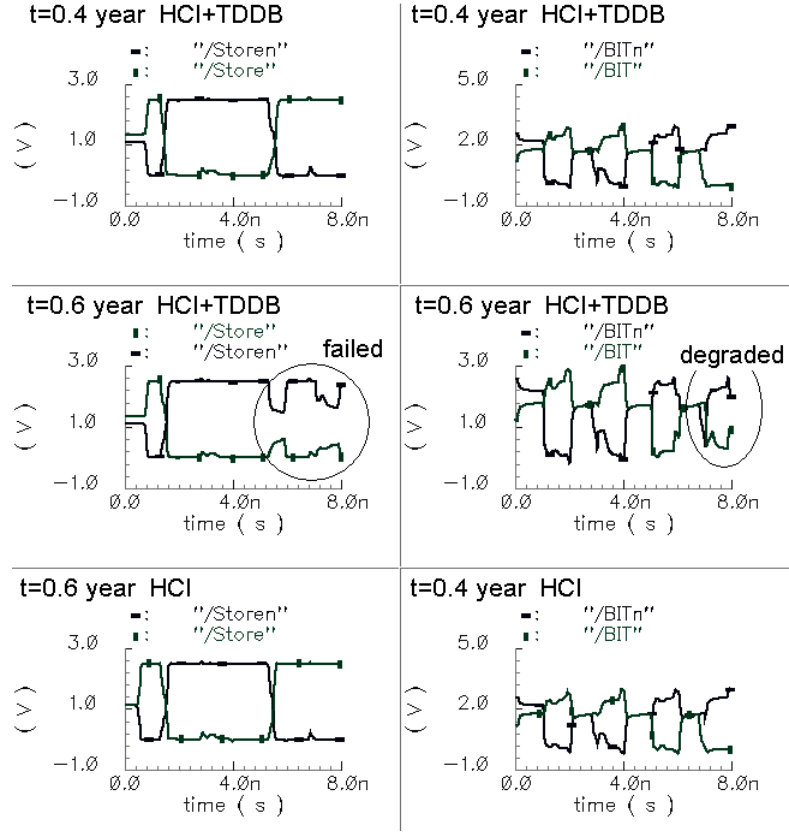 t=0.4 year HCI+TDDB
"/Storen"
"/Store"
3.0
1.0
-1.0
(V)
0.0 4.0n 8.0n
time ( s )
t=0.4 year HCI+TDDB
"/BITn"
"/BIT"
5.0
2.0
-1.0
(V)
0.0 4.0n 8.0n
time ( s )
t=0.6 year HCI+TDDB
"/Store"
"/Storen"
failed
3.0
1.0
-1.0
(V)
0.0 4.0n 8.0n
time ( s )
t=0.6 year HCI+TDDB
"/BITn"
"/BIT"
degraded
3.0
1.0
-1.0
(V)
0.0 4.0n 8.0n
time ( s )
t=0.6 year HCI
"/Storen"
"/Store"
3.0
1.0
-1.0
(V)
0.0 4.0n 8.0n
time ( s )
t=0.4 year HCI
"/BITn"
"/BIT"
5.0
2.0
-1.0
(V)
0.0 4.0n 8.0n
time ( s )